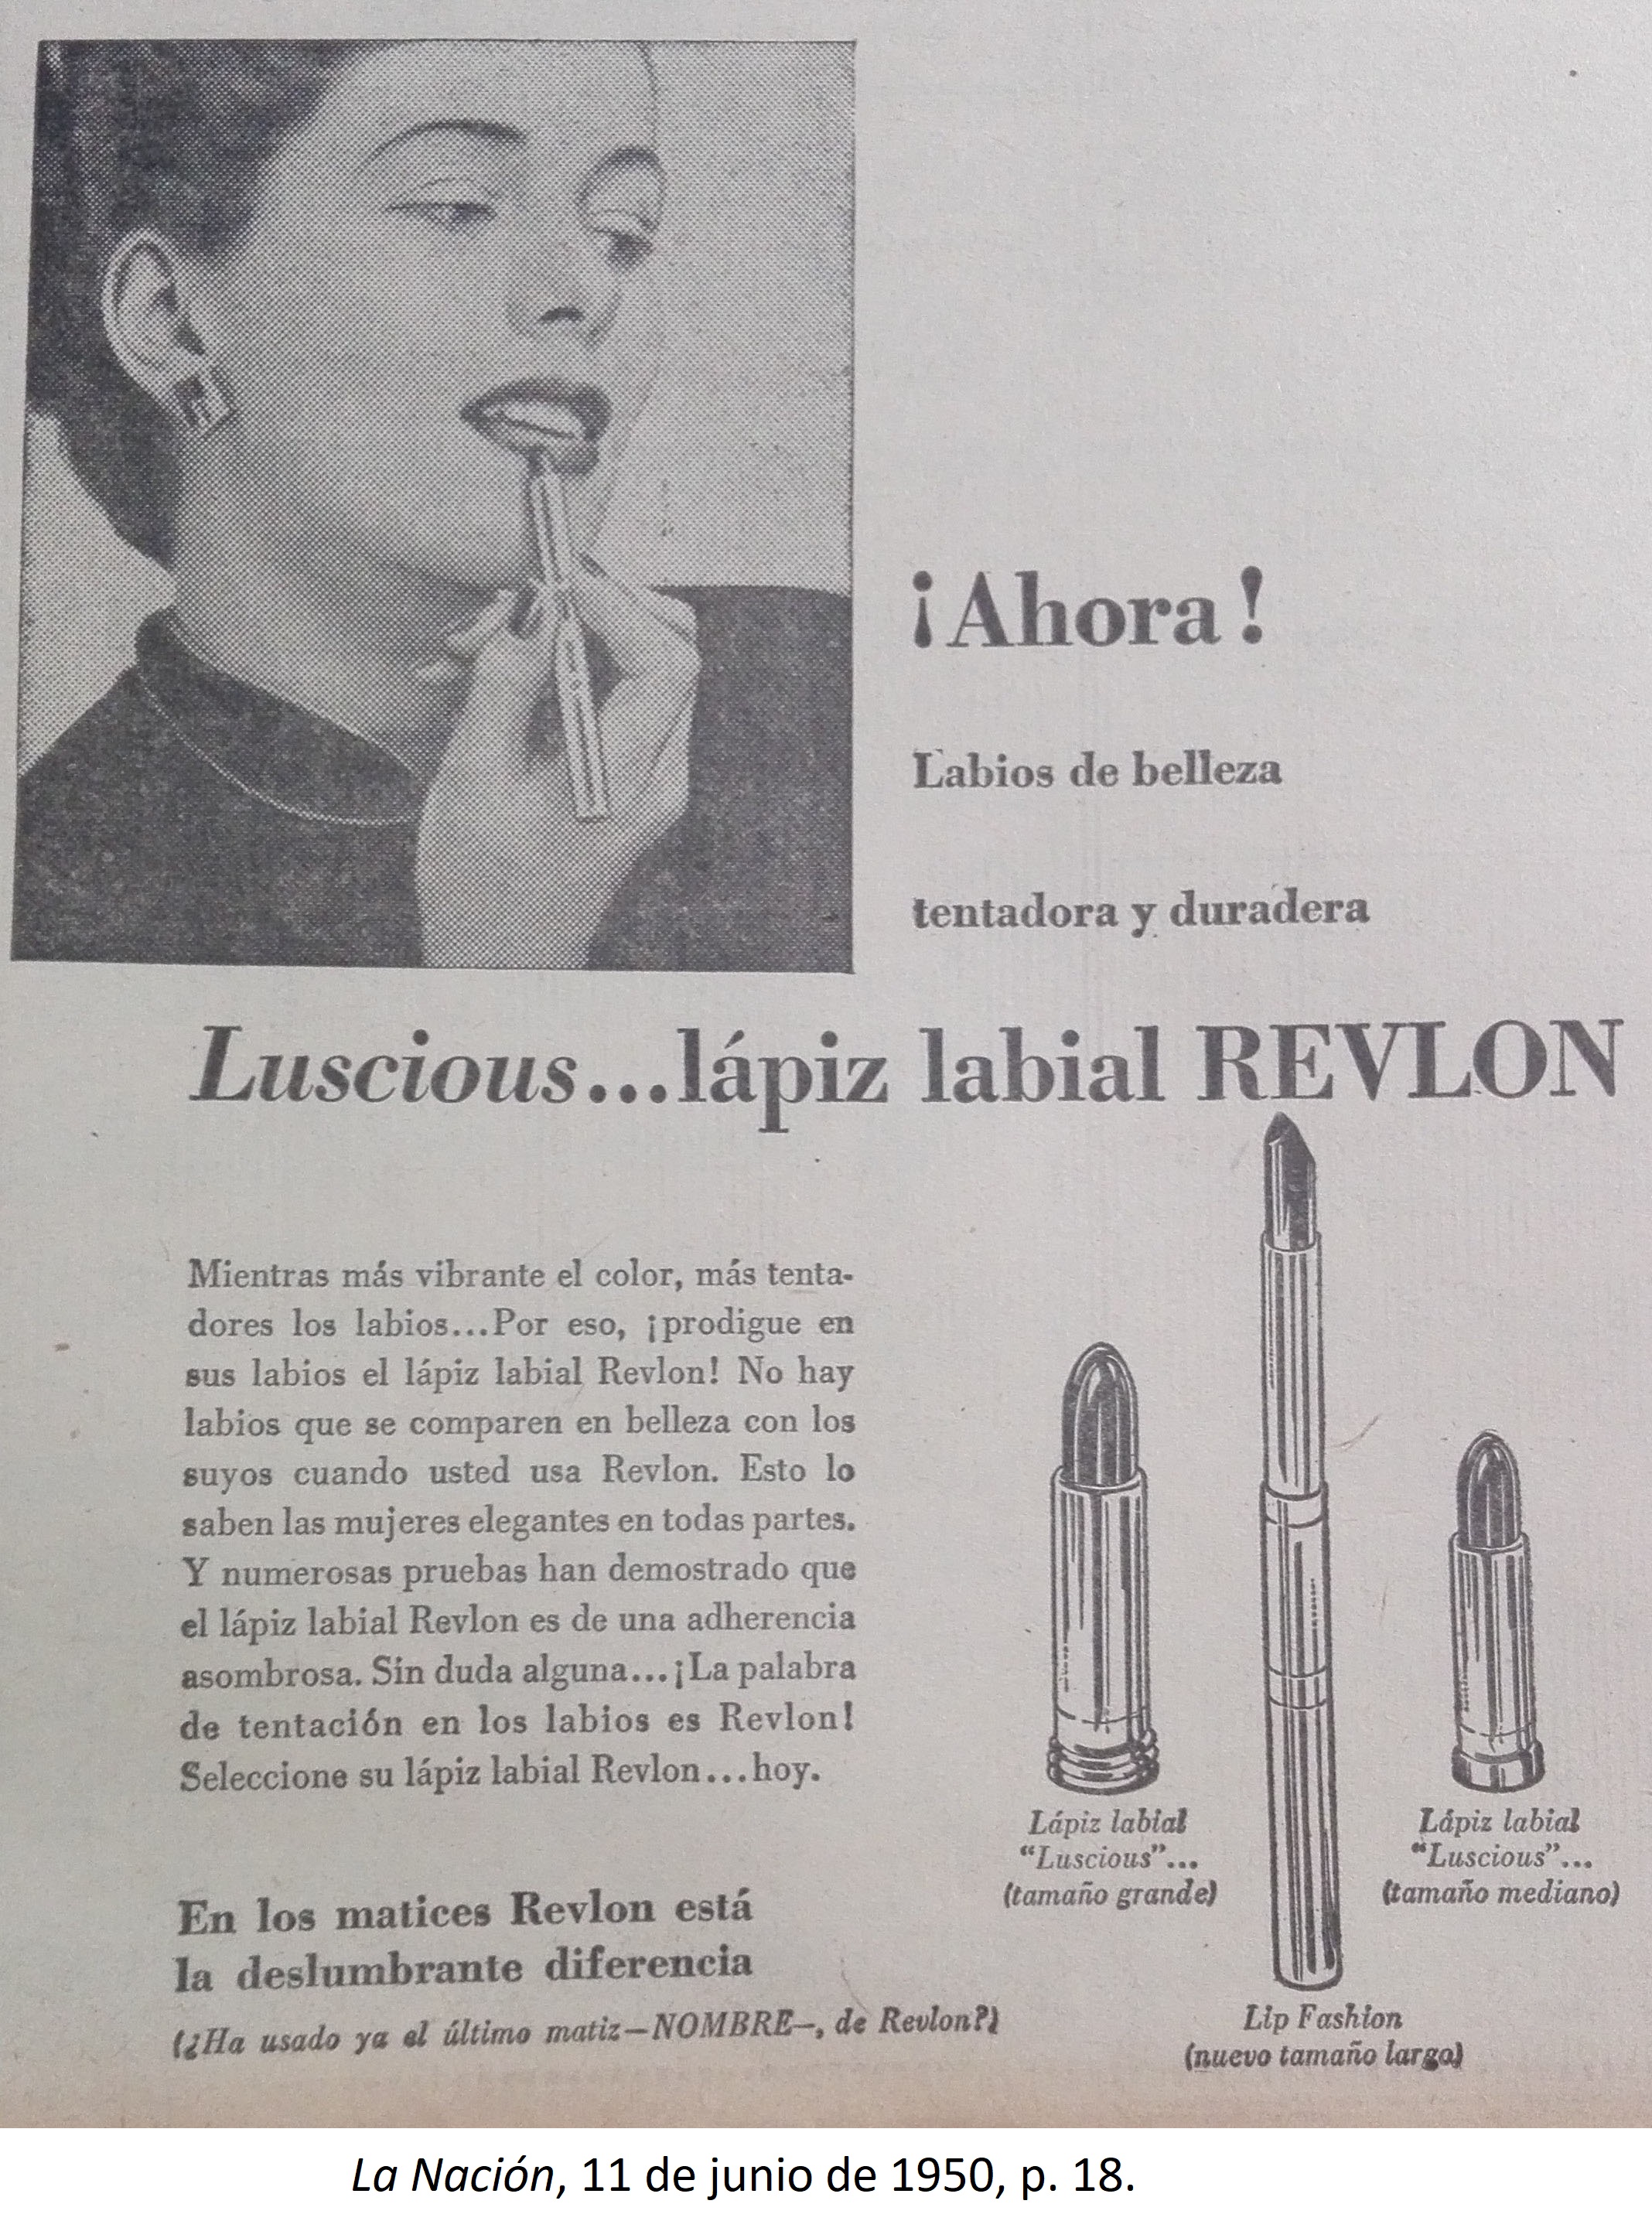 ¡Ahora!
Labios de belleza
tentadora y duradera
Luscious...lápiz labial REVLON
Mientras más vibrante el color, más tenta-
dores los labios...Por eso, ¡prodigue en
sus labios el lápiz labial Revlon! No hay
labios que se comparen en belleza con los
suyos cuando usted usa Revlon. Esto lo
saben las mujeres elegantes en todas partes.
Y numerosas pruebas han demostrado que
el lápiz labial Revlon es de una adherencia
asombrosa. Sin duda alguna...¡La palabra
de tentación en los labios es Revlon!
Seleccione su lápiz labial Revlon...hoy.
En los matices Revlon está
la deslumbrante diferencia
(¿Ha usado ya el último matiz—NOMBRE—, de Revlon?)
Lápiz labial
“Luscious”...
(tamaño grande)
Lip Fashion
(nuevo tamaño largo)
Lápiz labial
“Luscious”...
(tamaño mediano)
La Nación, 11 de junio de 1950, p. 18.